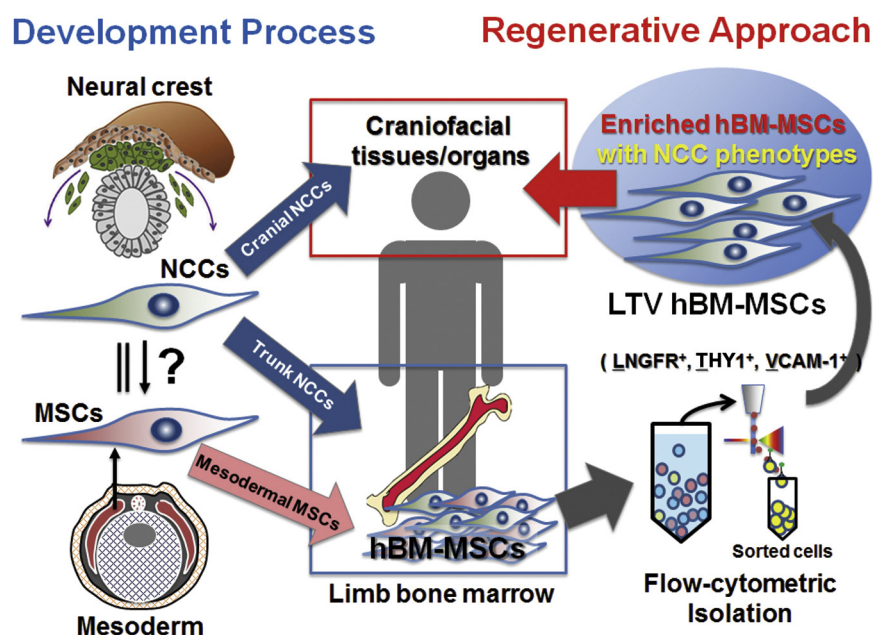 Development Process
Regenerative Approach
Neural crest
Cranial NCCs
NCCs
?
MSCs
Trunk NCCs
Mesodermal MSCs
Mesoderm
Craniofacial
tissues/organs
hBM-MSCs
Limb bone marrow
Enriched hBM-MSCs
with NCC phenotypes
LTV hBM-MSCs
( LNGFR⁺, THY1⁺, VCAM-1⁺ )
Sorted cells
Flow-cytometric
Isolation